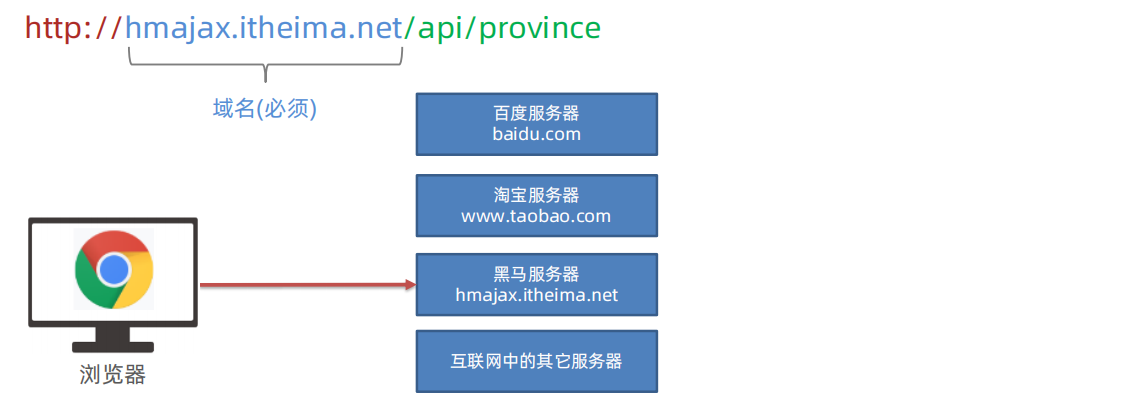 http://hmajax.itheima.net/api/province
域名(必须)
百度服务器
baidu.com
淘宝服务器
www.taobao.com
黑马服务器
hmajax.itheima.net
互联网中的其它服务器
浏览器